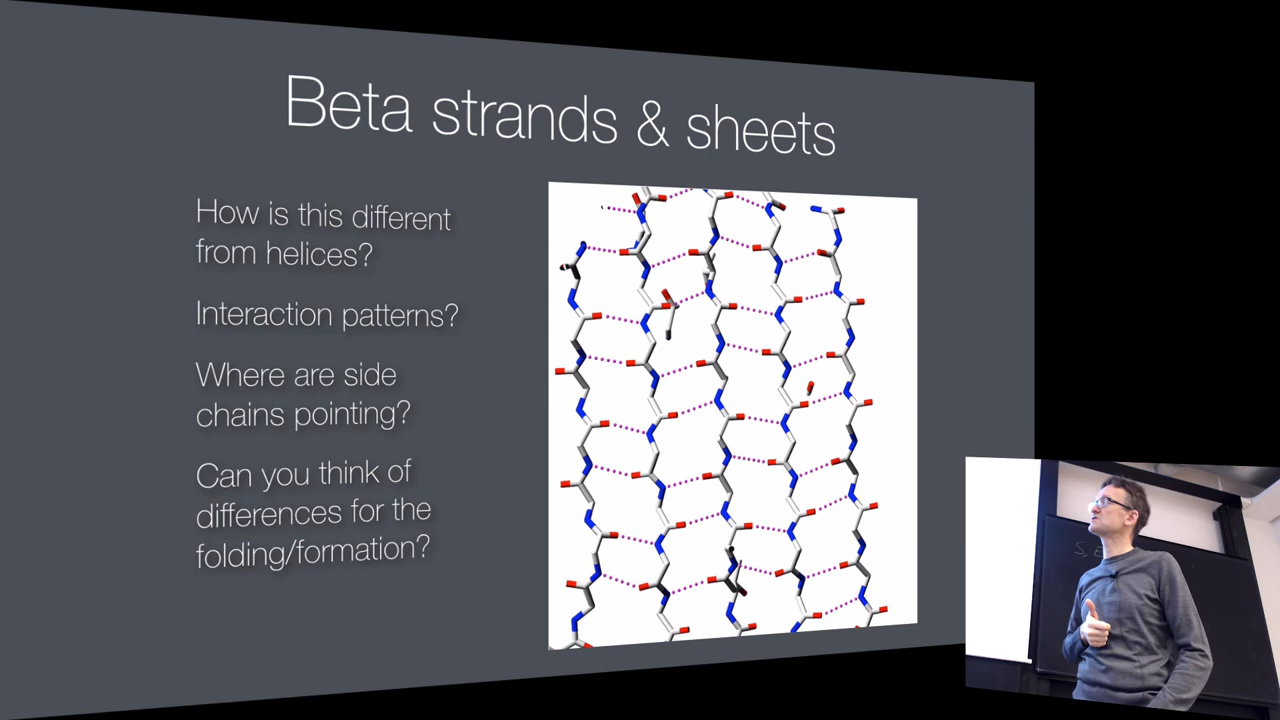 Beta strands & sheets
How is this different
from helices?
Interaction patterns?
Where are side
chains pointing?
Can you think of
differences for the
folding/formation?